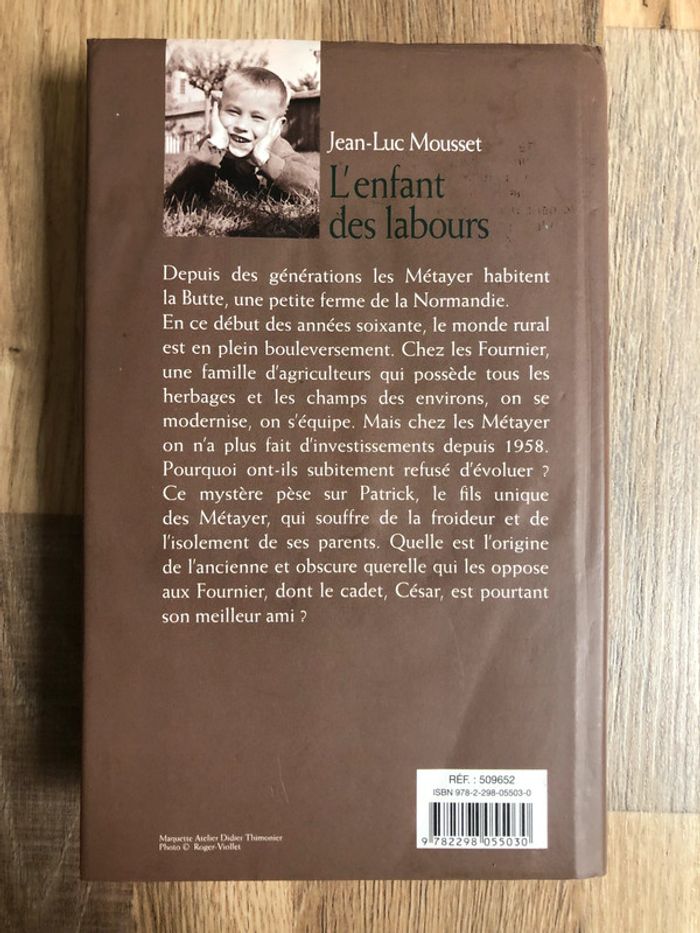 Jean-Luc Mousset
L'enfant
des labours
Depuis des générations les Métayer habitent
la Butte, une petite ferme de la Normandie.
En ce début des années soixante, le monde rural
est en plein bouleversement. Chez les Fournier,
une famille d'agriculteurs qui possède tous les
herbages et les champs des environs, on se
modernise, on s'équipe. Mais chez les Métayer
on n'a plus fait d'investissements depuis 1958.
Pourquoi ont-ils subitement refusé d'évoluer ?
Ce mystère pèse sur Patrick, le fils unique
des Métayer, qui souffre de la froideur et de
l'isolement de ses parents. Quelle est l'origine
de l'ancienne et obscure querelle qui les oppose
aux Fournier, dont le cadet, César, est pourtant
son meilleur ami ?
RÉF. : 509652
ISBN 978-2-298-05503-0
9 782298 055030
Maquette Atelier Didier Thimonier
Photo © Roger-Viollet